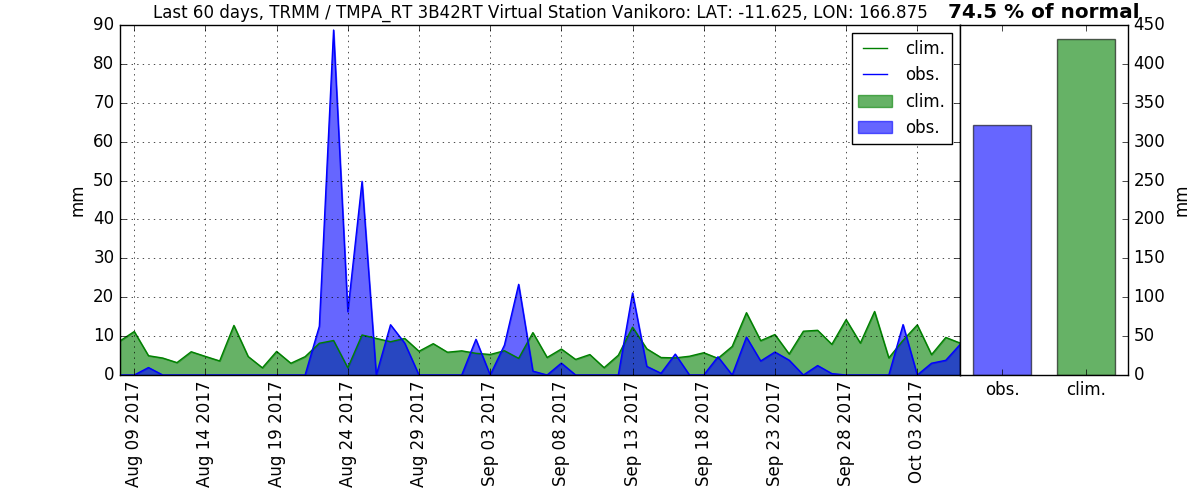 Last 60 days, TRMM / TMPA_RT 3B42RT Virtual Station Vanikoro: LAT: -11.625, LON: 166.875
74.5 % of normal
90
80
70
60
50
40
30
20
10
0
mm
clim.
obs.
clim.
obs.
Aug 09 2017
Aug 14 2017
Aug 19 2017
Aug 24 2017
Aug 29 2017
Sep 03 2017
Sep 08 2017
Sep 13 2017
Sep 18 2017
Sep 23 2017
Sep 28 2017
Oct 03 2017
450
400
350
300
250
200
150
100
50
0
mm
obs.
clim.